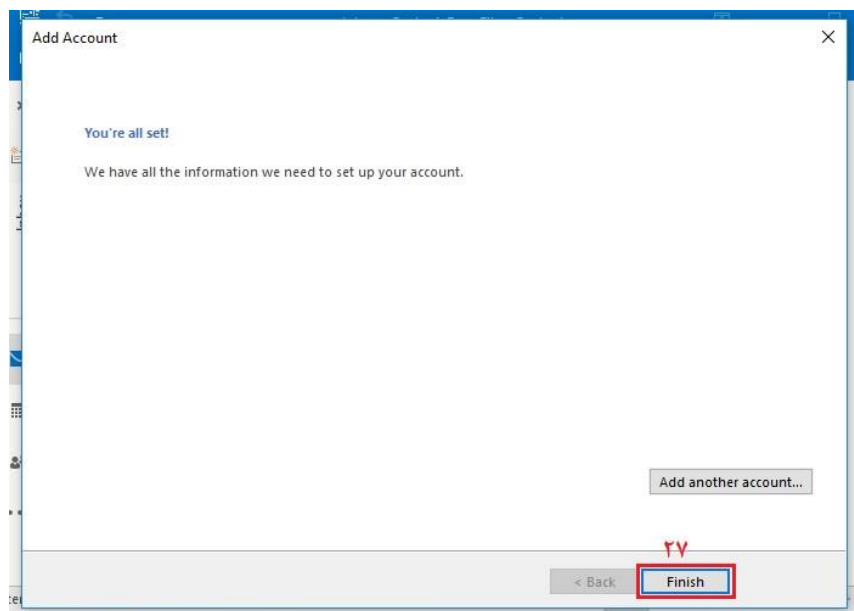 Add Account
You're all set!
We have all the information we need to set up your account.
Add another account...
۲۷
< Back
Finish